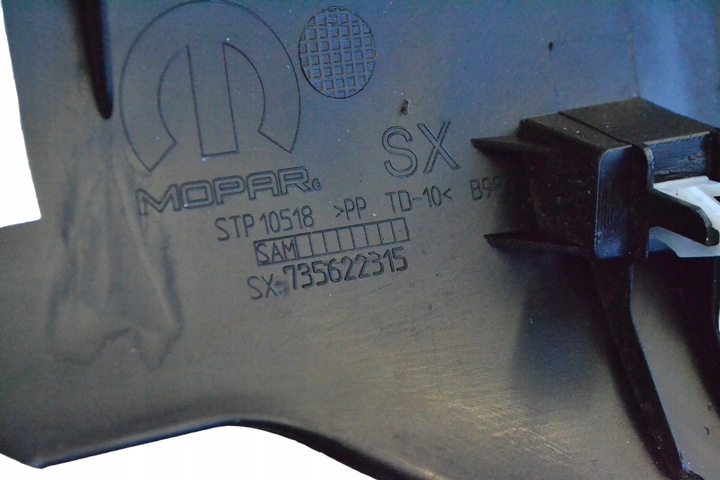 SX
MOPAR®
STP 10518 >PP TD-10<
SAM
SX-735622315